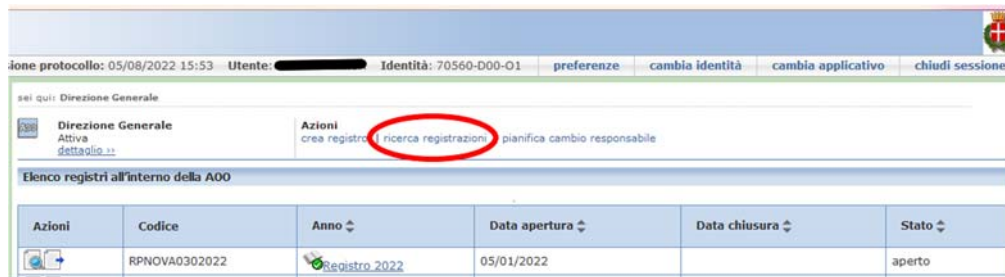 ione protocollo: 05/08/2022 15:53 Utente: Identità: 70560-D00-O1 preferenze cambia identità cambia applicativo chiudi sessione
sei qui: Direzione Generale
Direzione Generale Azioni
Attiva crea registro | ricerca registrazioni pianifica cambio responsabile
dettaglio »
Elenco registri all'interno della AOO
Azioni Codice Anno Data apertura Data chiusura Stato
RPNOVA0302022 Registro 2022 05/01/2022 aperto